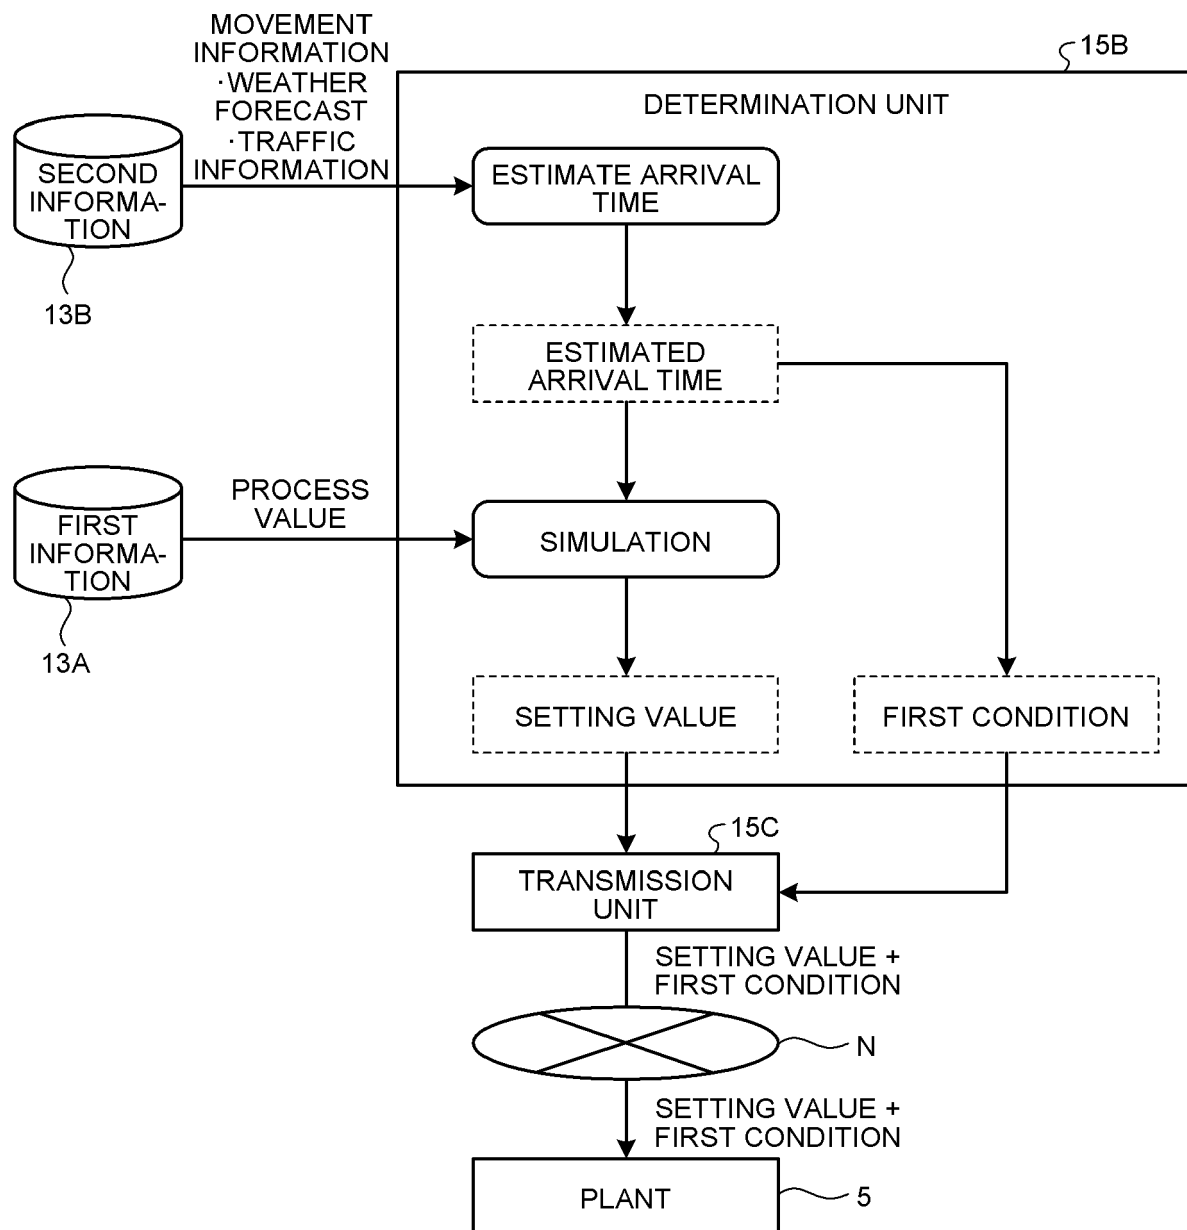 MOVEMENT
INFORMATION
·WEATHER
FORECAST
·TRAFFIC
INFORMATION
15B
DETERMINATION UNIT
SECOND
INFORMA-
TION
13B
ESTIMATE ARRIVAL
TIME
ESTIMATED
ARRIVAL TIME
FIRST
INFORMA-
TION
13A
PROCESS
VALUE
SIMULATION
SETTING VALUE
FIRST CONDITION
15C
TRANSMISSION
UNIT
SETTING VALUE +
FIRST CONDITION
N
SETTING VALUE +
FIRST CONDITION
PLANT
5